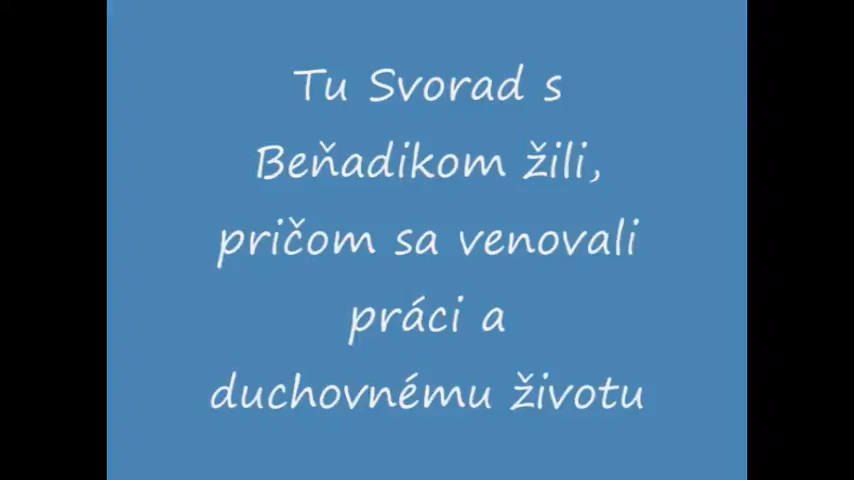 Tu Svorad s
Beňadikom žili,
pričom sa venovali
práci a
duchovnému životu